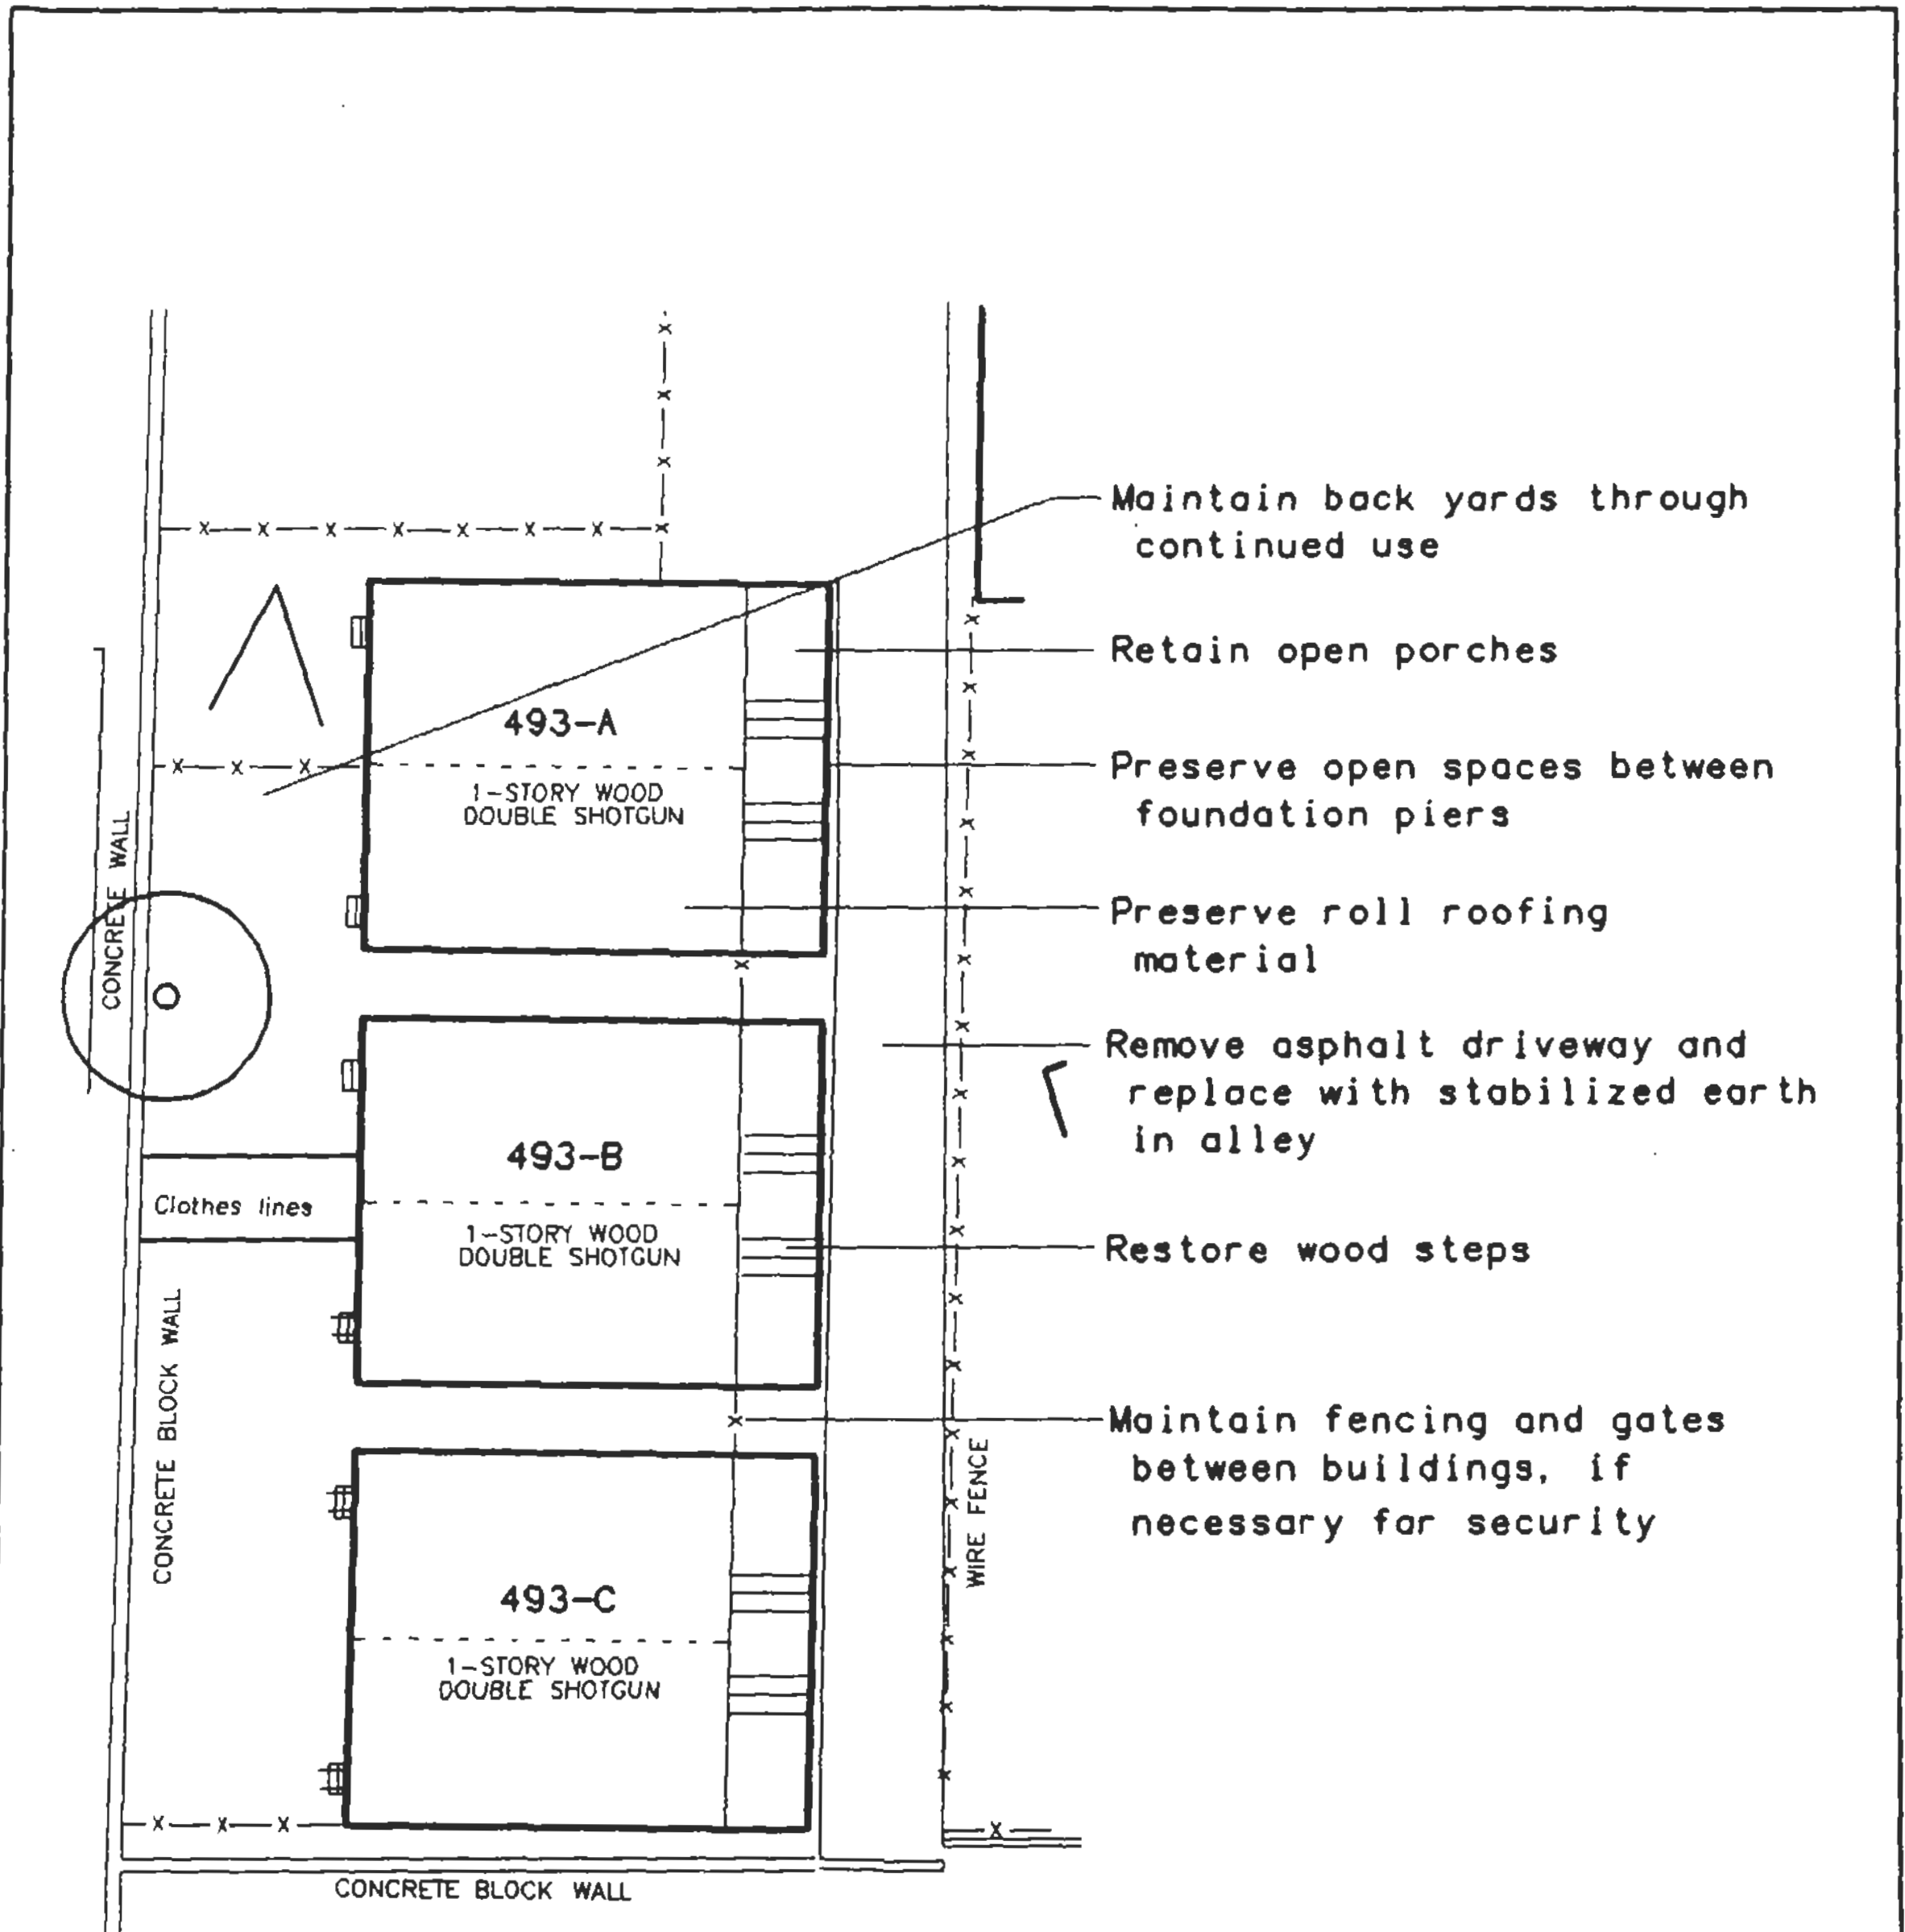 Maintain back yards through
continued use
Retain open porches
493-A
Preserve open spaces between
foundation piers
1-STORY WOOD
DOUBLE SHOTGUN
CONCRETE WALL
Preserve roll roofing
material
Remove asphalt driveway and
replace with stabilized earth
in alley
493-B
Clothes lines
1-STORY WOOD
DOUBLE SHOTGUN
Restore wood steps
CONCRETE BLOCK WALL
Maintain fencing and gates
between buildings, if
necessary for security
WIRE FENCE
493-C
1-STORY WOOD
DOUBLE SHOTGUN
CONCRETE BLOCK WALL